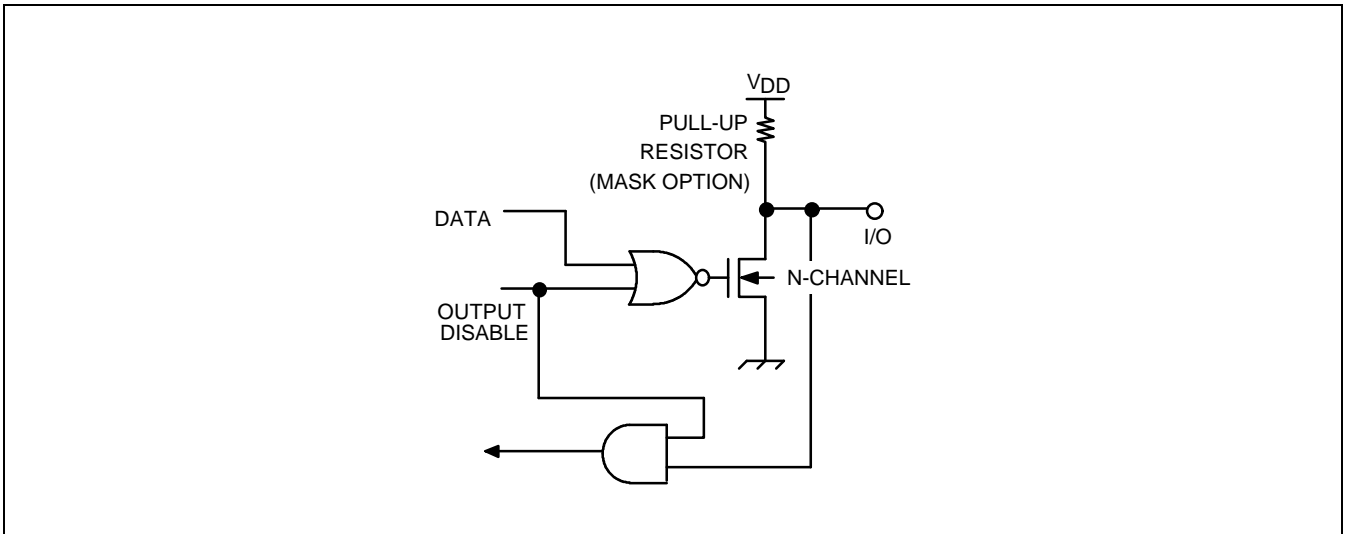 VDD
PULL-UP
RESISTOR
(MASK OPTION)
DATA
I/O
N-CHANNEL
OUTPUT
DISABLE